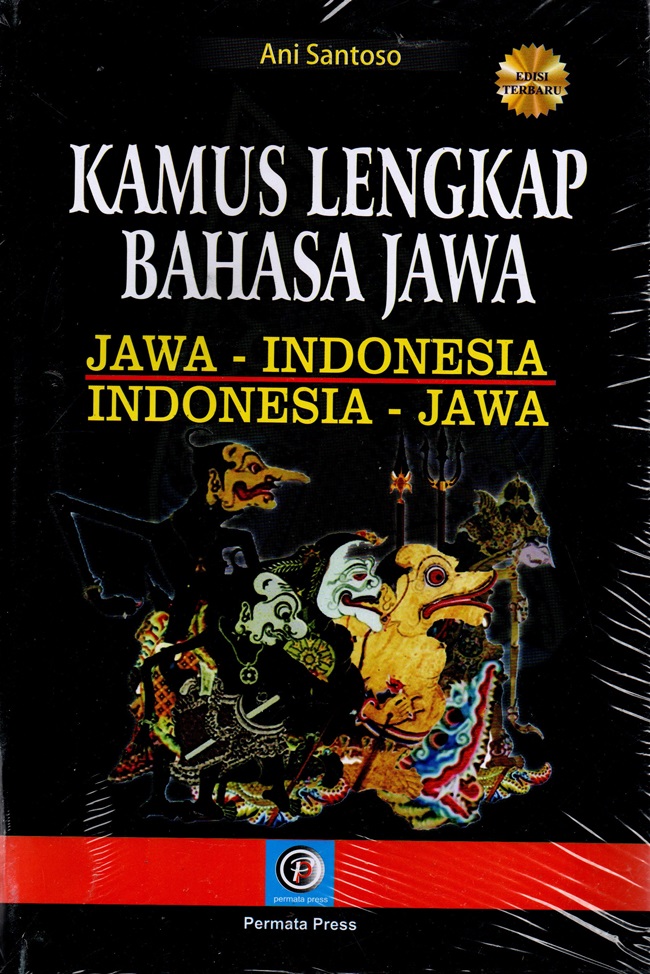 Ani Santoso
EDISI
TERBARU
KAMUS LENGKAP
BAHASA JAWA
JAWA - INDONESIA
INDONESIA - JAWA
permata press
Permata Press